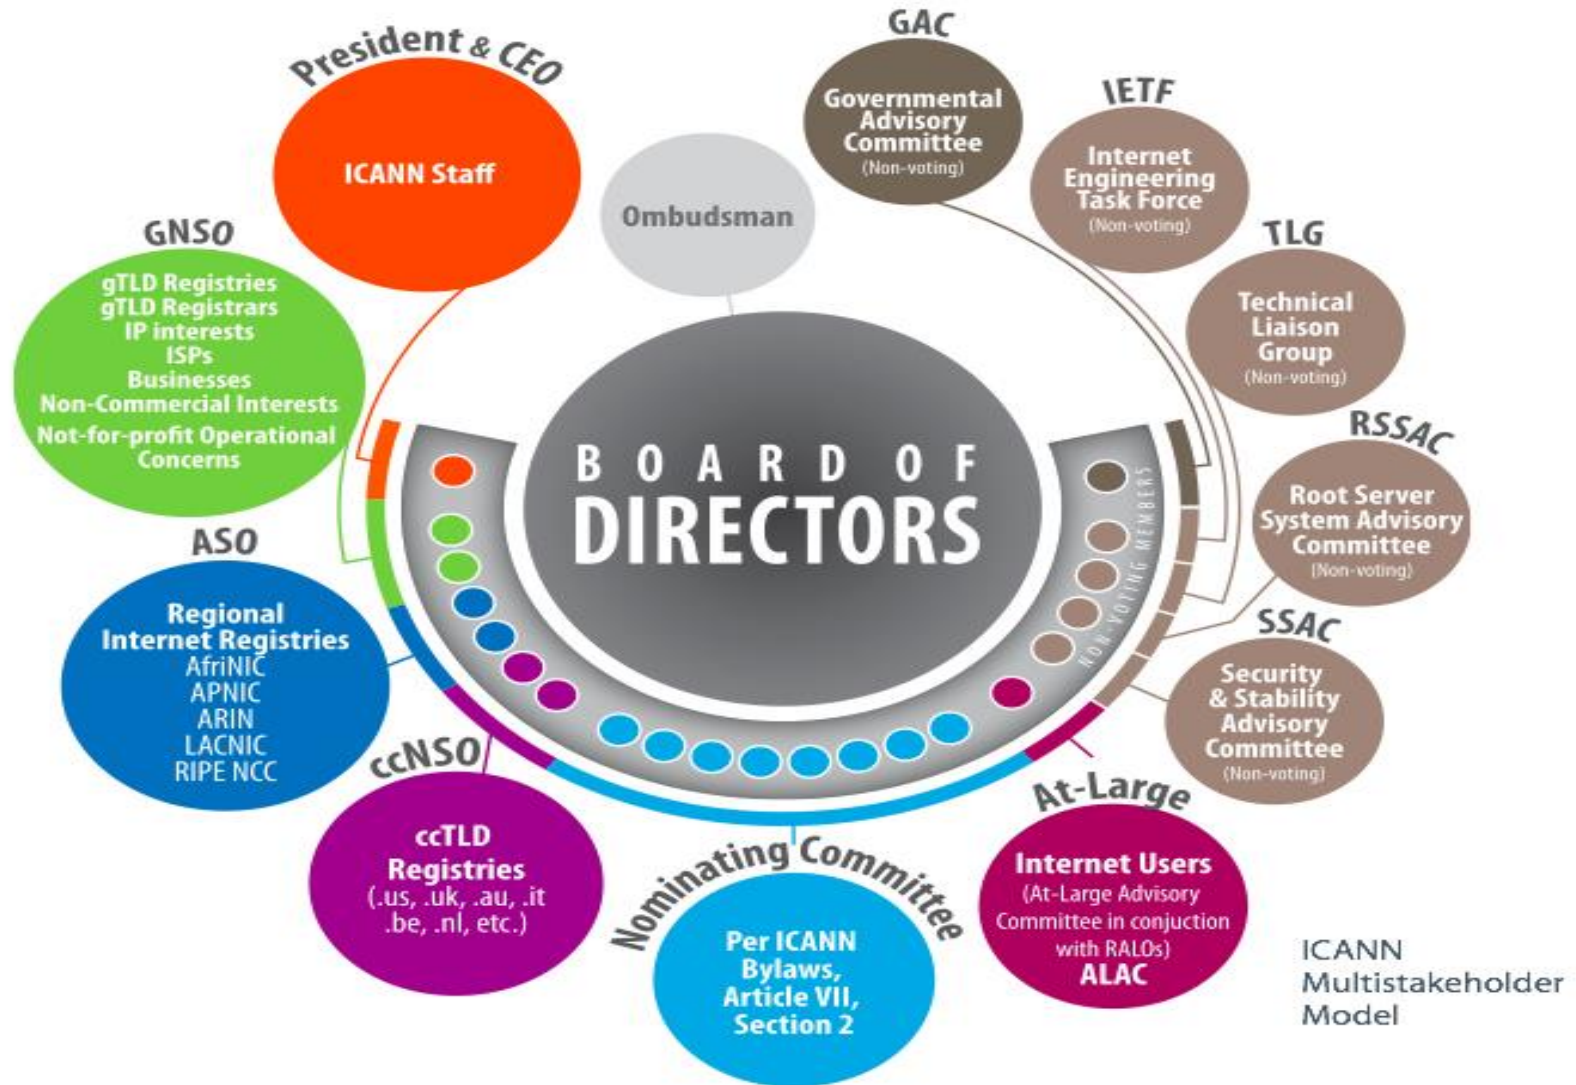 President & CEO
ICANN Staff
GNSO
gTLD Registries
gTLD Registrars
IP interests
ISPs
Businesses
Non-Commercial Interests
Not-for-profit Operational
Concerns
ASO
Regional
Internet Registries
AfriNIC
APNIC
ARIN
LACNIC
RIPE NCC
ccNSO
ccTLD
Registries
(.us, .uk, .au, .it
.be, .nl, etc.)
Nominating Committee
Per ICANN
Bylaws,
Article VII,
Section 2
At-Large
Internet Users
(At-Large Advisory
Committee in conjuction
with RALOs)
ALAC
Ombudsman
BOARD OF
DIRECTORS
NON-VOTING MEMBERS
GAC
Governmental
Advisory
Committee
(Non-voting)
IETF
Internet
Engineering
Task Force
(Non-voting)
TLG
Technical
Liaison
Group
(Non-voting)
RSSAC
Root Server
System Advisory
Committee
(Non-voting)
SSAC
Security
& Stability
Advisory
Committee
(Non-voting)
ICANN
Multistakeholder
Model